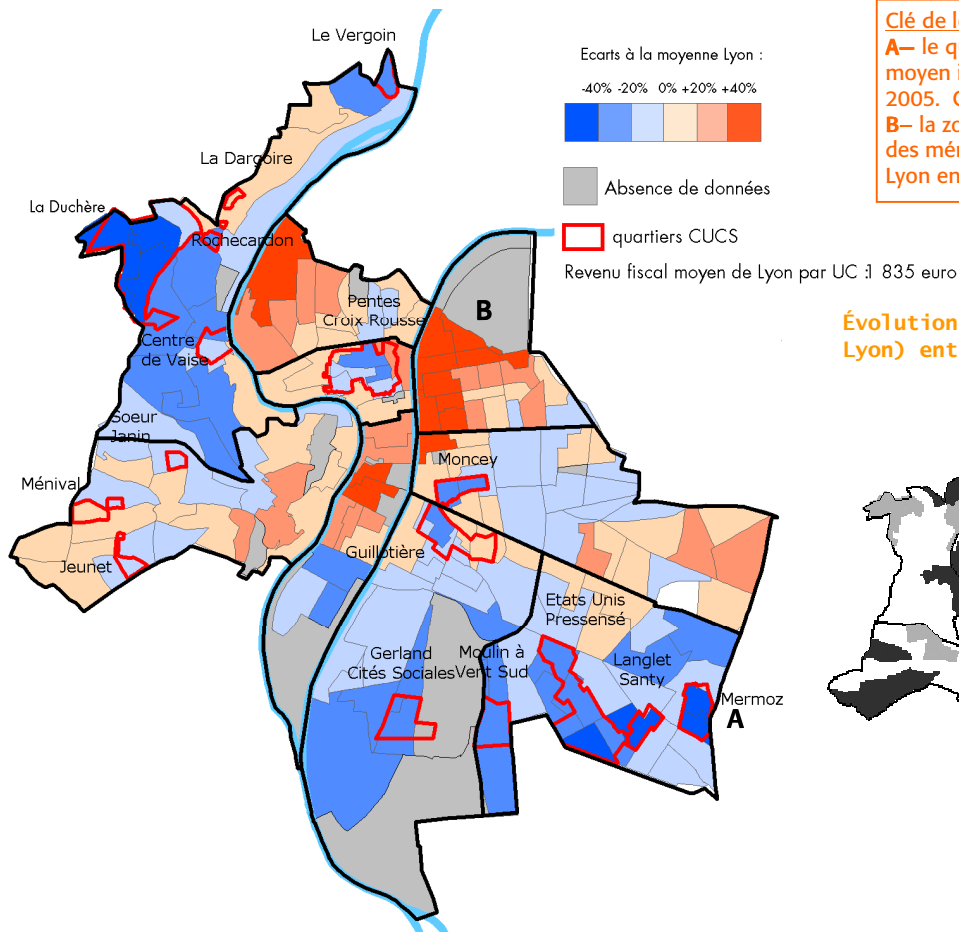 Le Vergoin
Ecarts à la moyenne Lyon :
-40% -20% 0% +20% +40%
Absence de données
quartiers CUCS
Revenu fiscal moyen de Lyon par UC :1 835 euro
Clé de l
A– le q
moyen i
2005.
B– la zo
des mér
Lyon en
Évolution
Lyon) ent
La Dargoire
La Duchère
Rochecardon
Pentes
Croix Rousse
B
Centre
de Vaise
Soeur
Janin
Moncey
Ménival
Jeunet
Guillotière
Etats Unis
Pressensé
Gerland
Cités Sociales
Moulin à
Vent Sud
Langlet
Santy
Mermoz
A